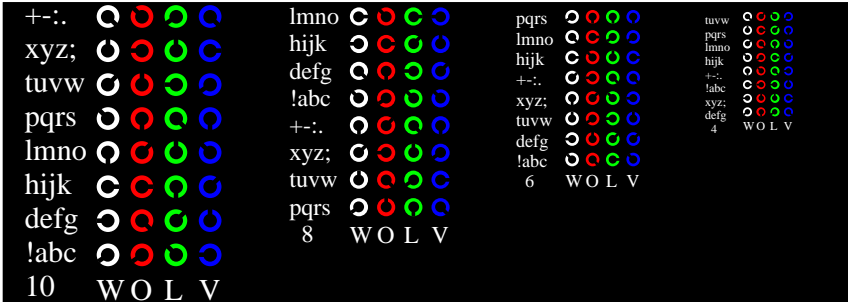 +-:.
xyz;
tuvw
pqrs
lmno
hijk
defg
!abc
10 W O L V
lmno
hijk
defg
!abc
+-:.
xyz;
tuvw
pqrs
8 W O L V
pqrs
lmno
hijk
+-:.
xyz;
tuvw
defg
!abc
6 W O L V
tuvw
pqrs
lmno
hijk
+-:.
!abc
xyz;
defg
4 W O L V